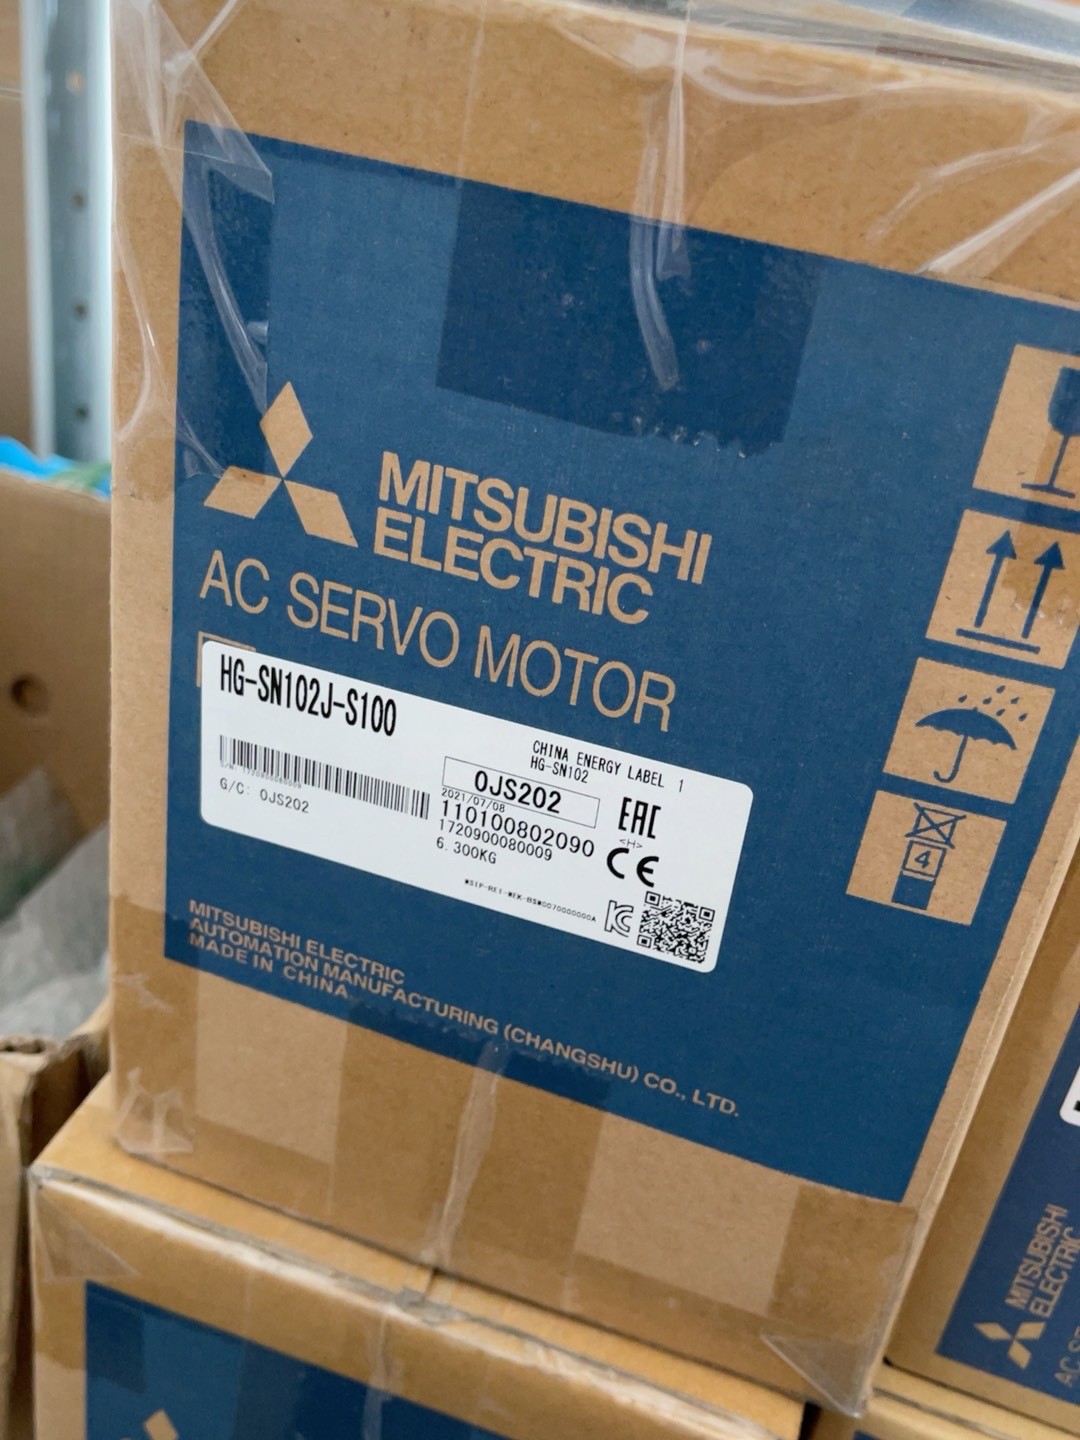 MITSUBISHI
ELECTRIC
AC SERVO MOTOR
HG-SN102J-S100
CHINA ENERGY LABEL 1
HG-SN102
0JS202
2021/07/08
110100802090
1720900080009
6. 300KG
G/C: 0JS202
EAC
<H>
CE
4
MITSUBISHI ELECTRIC
AUTOMATION MANUFACTURING (CHANGSHU) CO., LTD.
MADE IN CHINA
MITSUBISHI
ELECTRIC